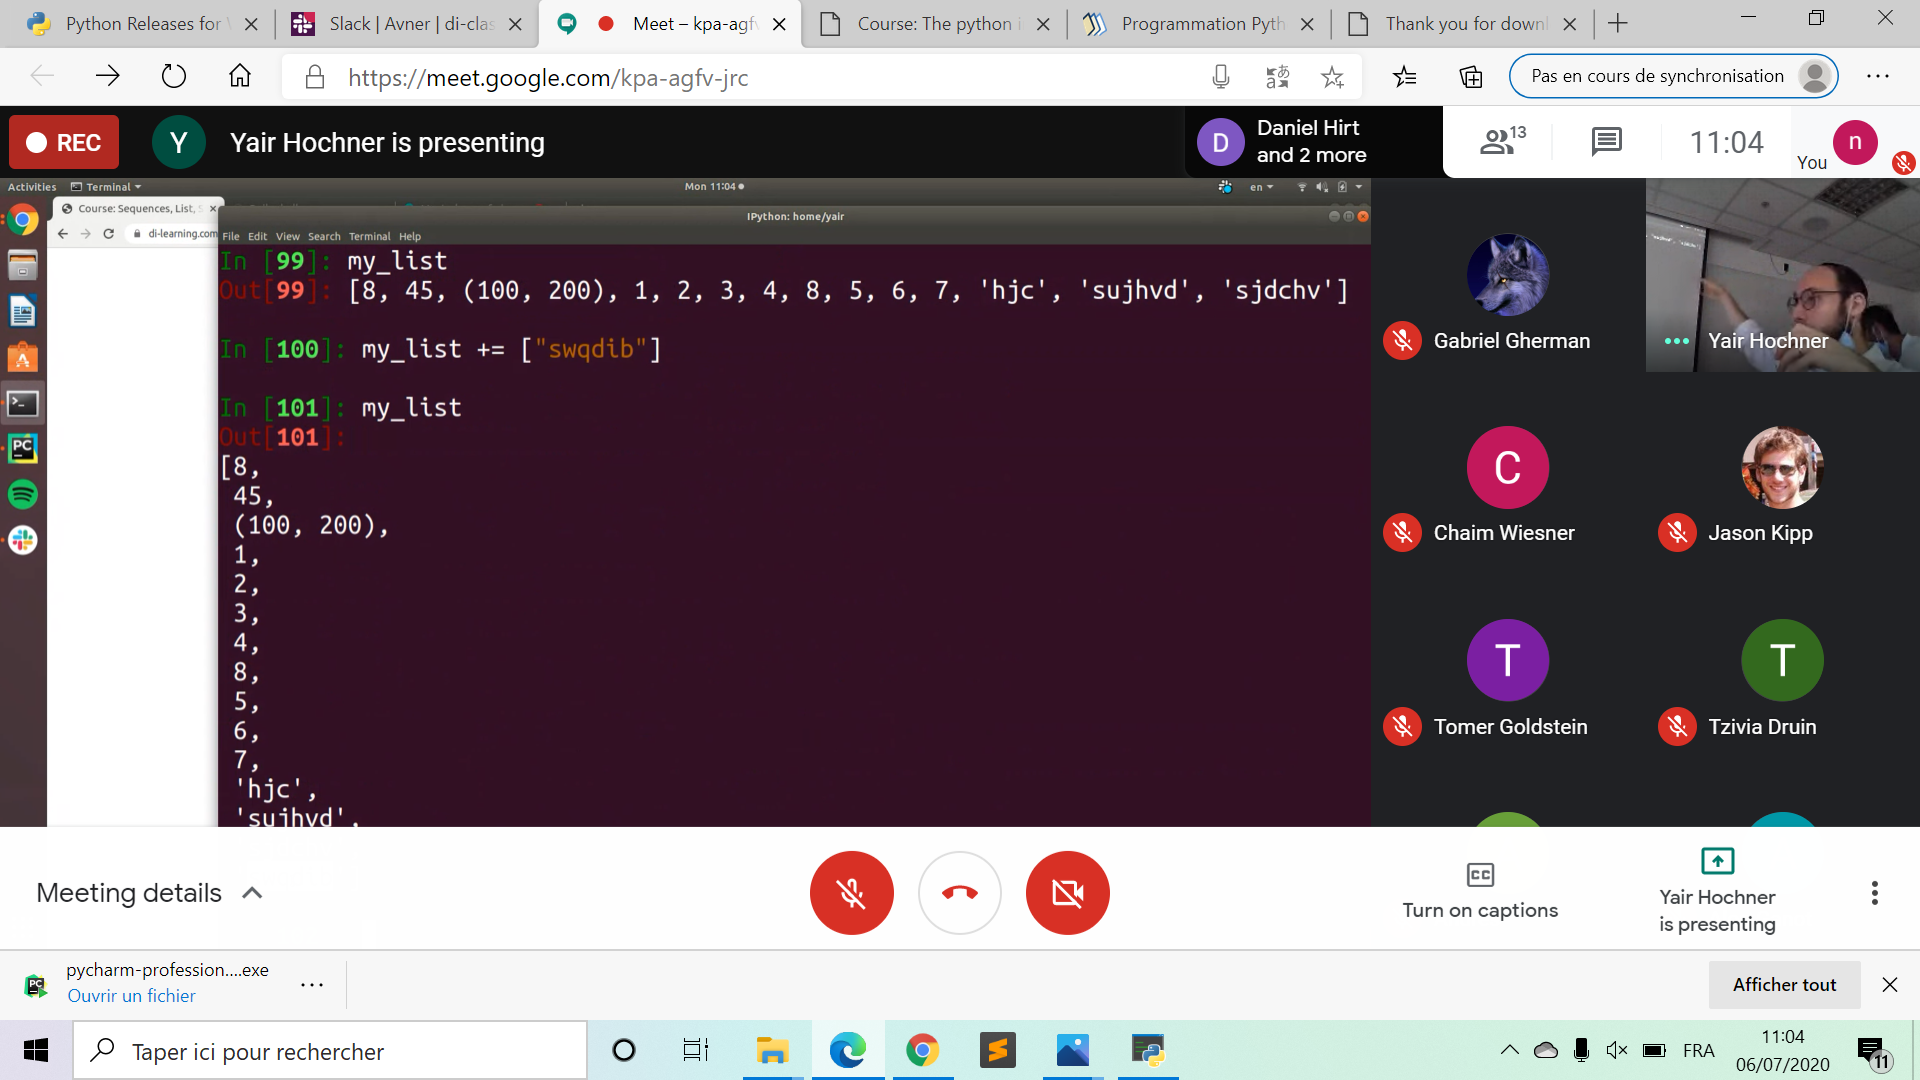 Python Releases for
Slack | Avner | di-clas
Meet – kpa-agf
Course: The python i
Programmation Pyth
Thank you for downl
https://meet.google.com/kpa-agfv-jrc
Pas en cours de synchronisation
REC
Y
Yair Hochner is presenting
D
Daniel Hirt
and 2 more
13
11:04
You
n
Activities
Terminal
Mon 11:04
en
Course: Sequences, List, S
di-learning.com
IPython: home/yair
File Edit View Search Terminal Help
In [99]: my_list
Out[99]: [8, 45, (100, 200), 1, 2, 3, 4, 8, 5, 6, 7, 'hjc', 'sujhvd', 'sjdchv']
In [100]: my_list += ["swqdib"]
In [101]: my_list
Out[101]:
[8,
45,
(100, 200),
1,
2,
3,
4,
8,
5,
6,
7,
'hjc',
'sujhvd',
Gabriel Gherman
Yair Hochner
C
Chaim Wiesner
Jason Kipp
T
Tomer Goldstein
T
Tzivia Druin
Meeting details
Turn on captions
Yair Hochner
is presenting
pycharm-profession....exe
Ouvrir un fichier
Afficher tout
Taper ici pour rechercher
FRA
11:04
06/07/2020
11